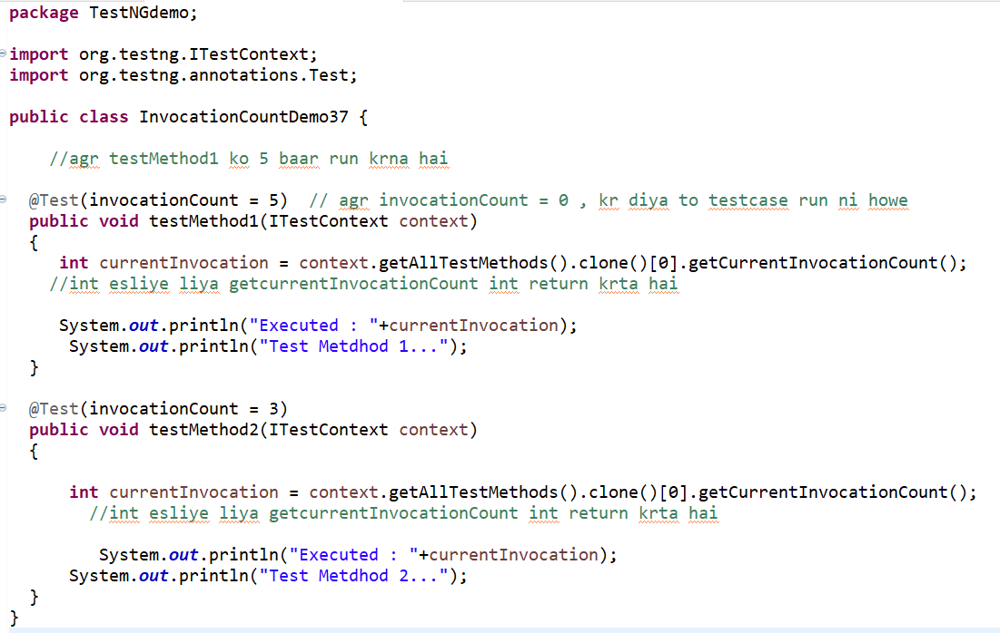 package TestNGdemo;
import org.testng.ITestContext;
import org.testng.annotations.Test;
public class InvocationCountDemo37 {
//agr testMethod1 ko 5 baar run krna hai
@Test(invocationCount = 5)  // agr invocationCount = 0 , kr diya to testcase run ni howe
public void testMethod1(ITestContext context)
{
int currentInvocation = context.getAllTestMethods().clone()[0].getCurrentInvocationCount();
//int esliye liya getcurrentInvocationCount int return krta hai
System.out.println("Executed : "+currentInvocation);
System.out.println("Test Metdhod 1...");
}
@Test(invocationCount = 3)
public void testMethod2(ITestContext context)
{
int currentInvocation = context.getAllTestMethods().clone()[0].getCurrentInvocationCount();
//int esliye liya getcurrentInvocationCount int return krta hai
System.out.println("Executed : "+currentInvocation);
System.out.println("Test Metdhod 2...");
}
}